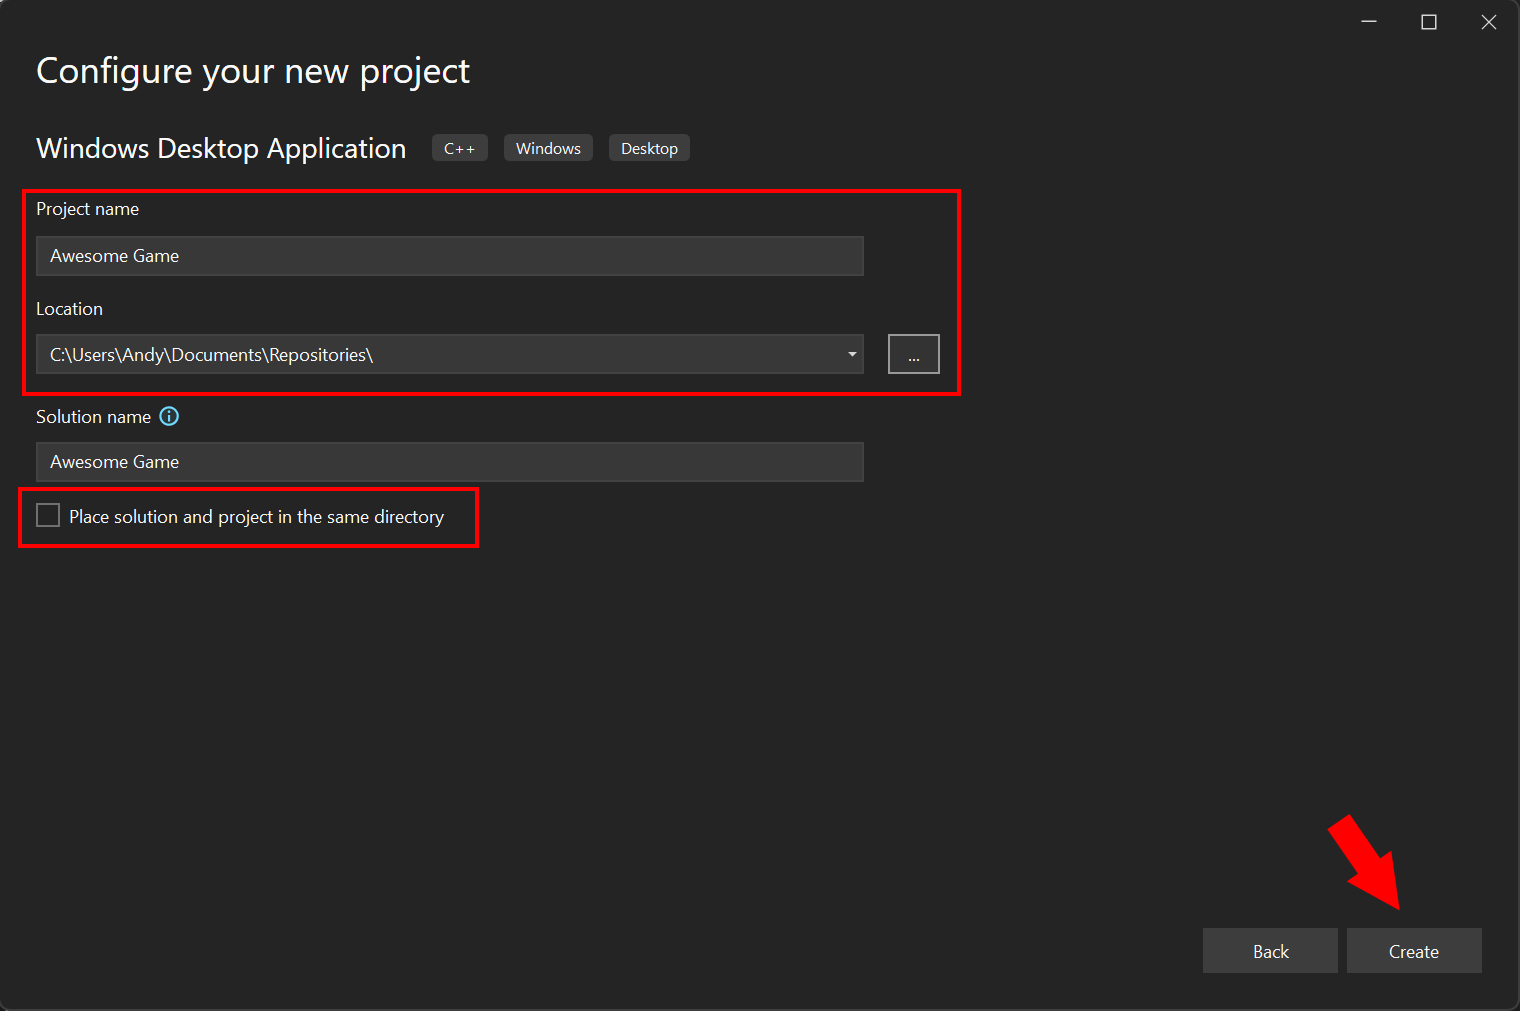 Configure your new project
Windows Desktop Application C++ Windows Desktop
Project name
Awesome Game
Location
C:\Users\Andy\Documents\Repositories\
...
Solution name
Awesome Game
Place solution and project in the same directory
Back Create